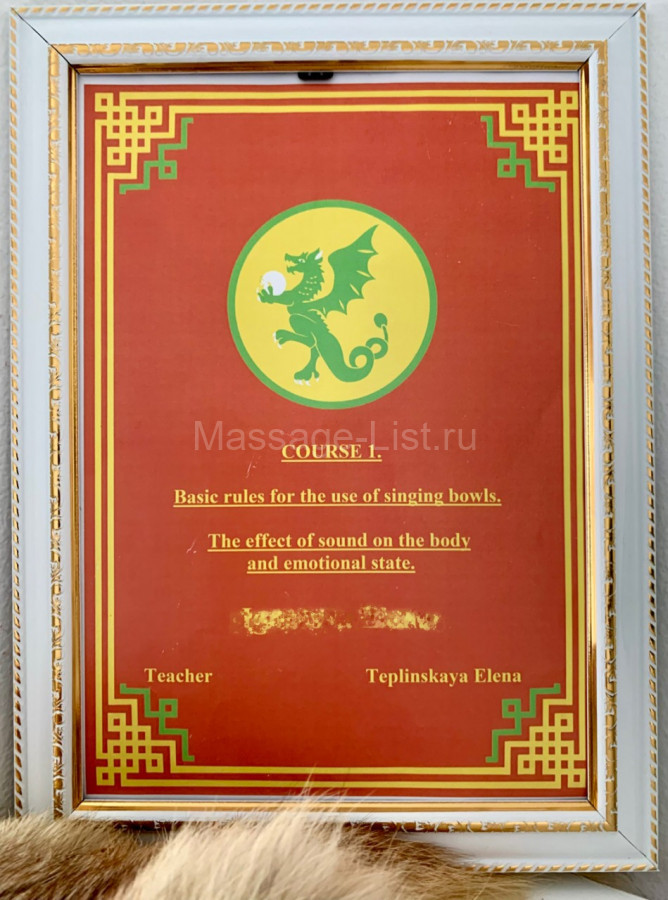 Massage-List.ru
COURSE 1.
Basic rules for the use of singing bowls.
The effect of sound on the body
and emotional state.
Teacher Teplinskaya Elena